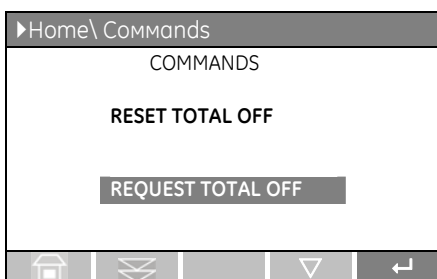 Home\ Commands
COMMANDS
RESET TOTAL OFF
REQUEST TOTAL OFF